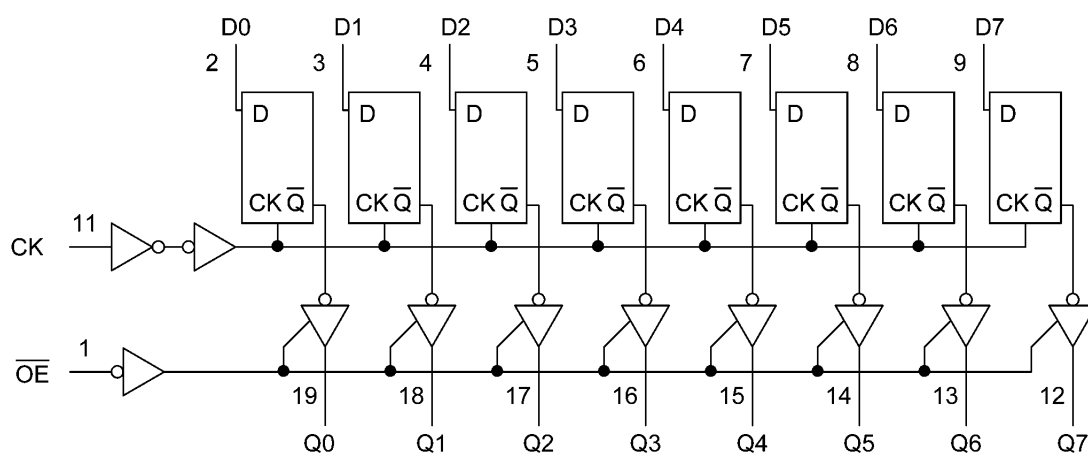 D0 D1 D2 D3 D4 D5 D6 D7
2 3 4 5 6 7 8 9
D D D D D D D D
CK Q̅ CK Q̅ CK Q̅ CK Q̅ CK Q̅ CK Q̅ CK Q̅ CK Q̅
11
CK
1
O̅E̅
19 18 17 16 15 14 13 12
Q0 Q1 Q2 Q3 Q4 Q5 Q6 Q7